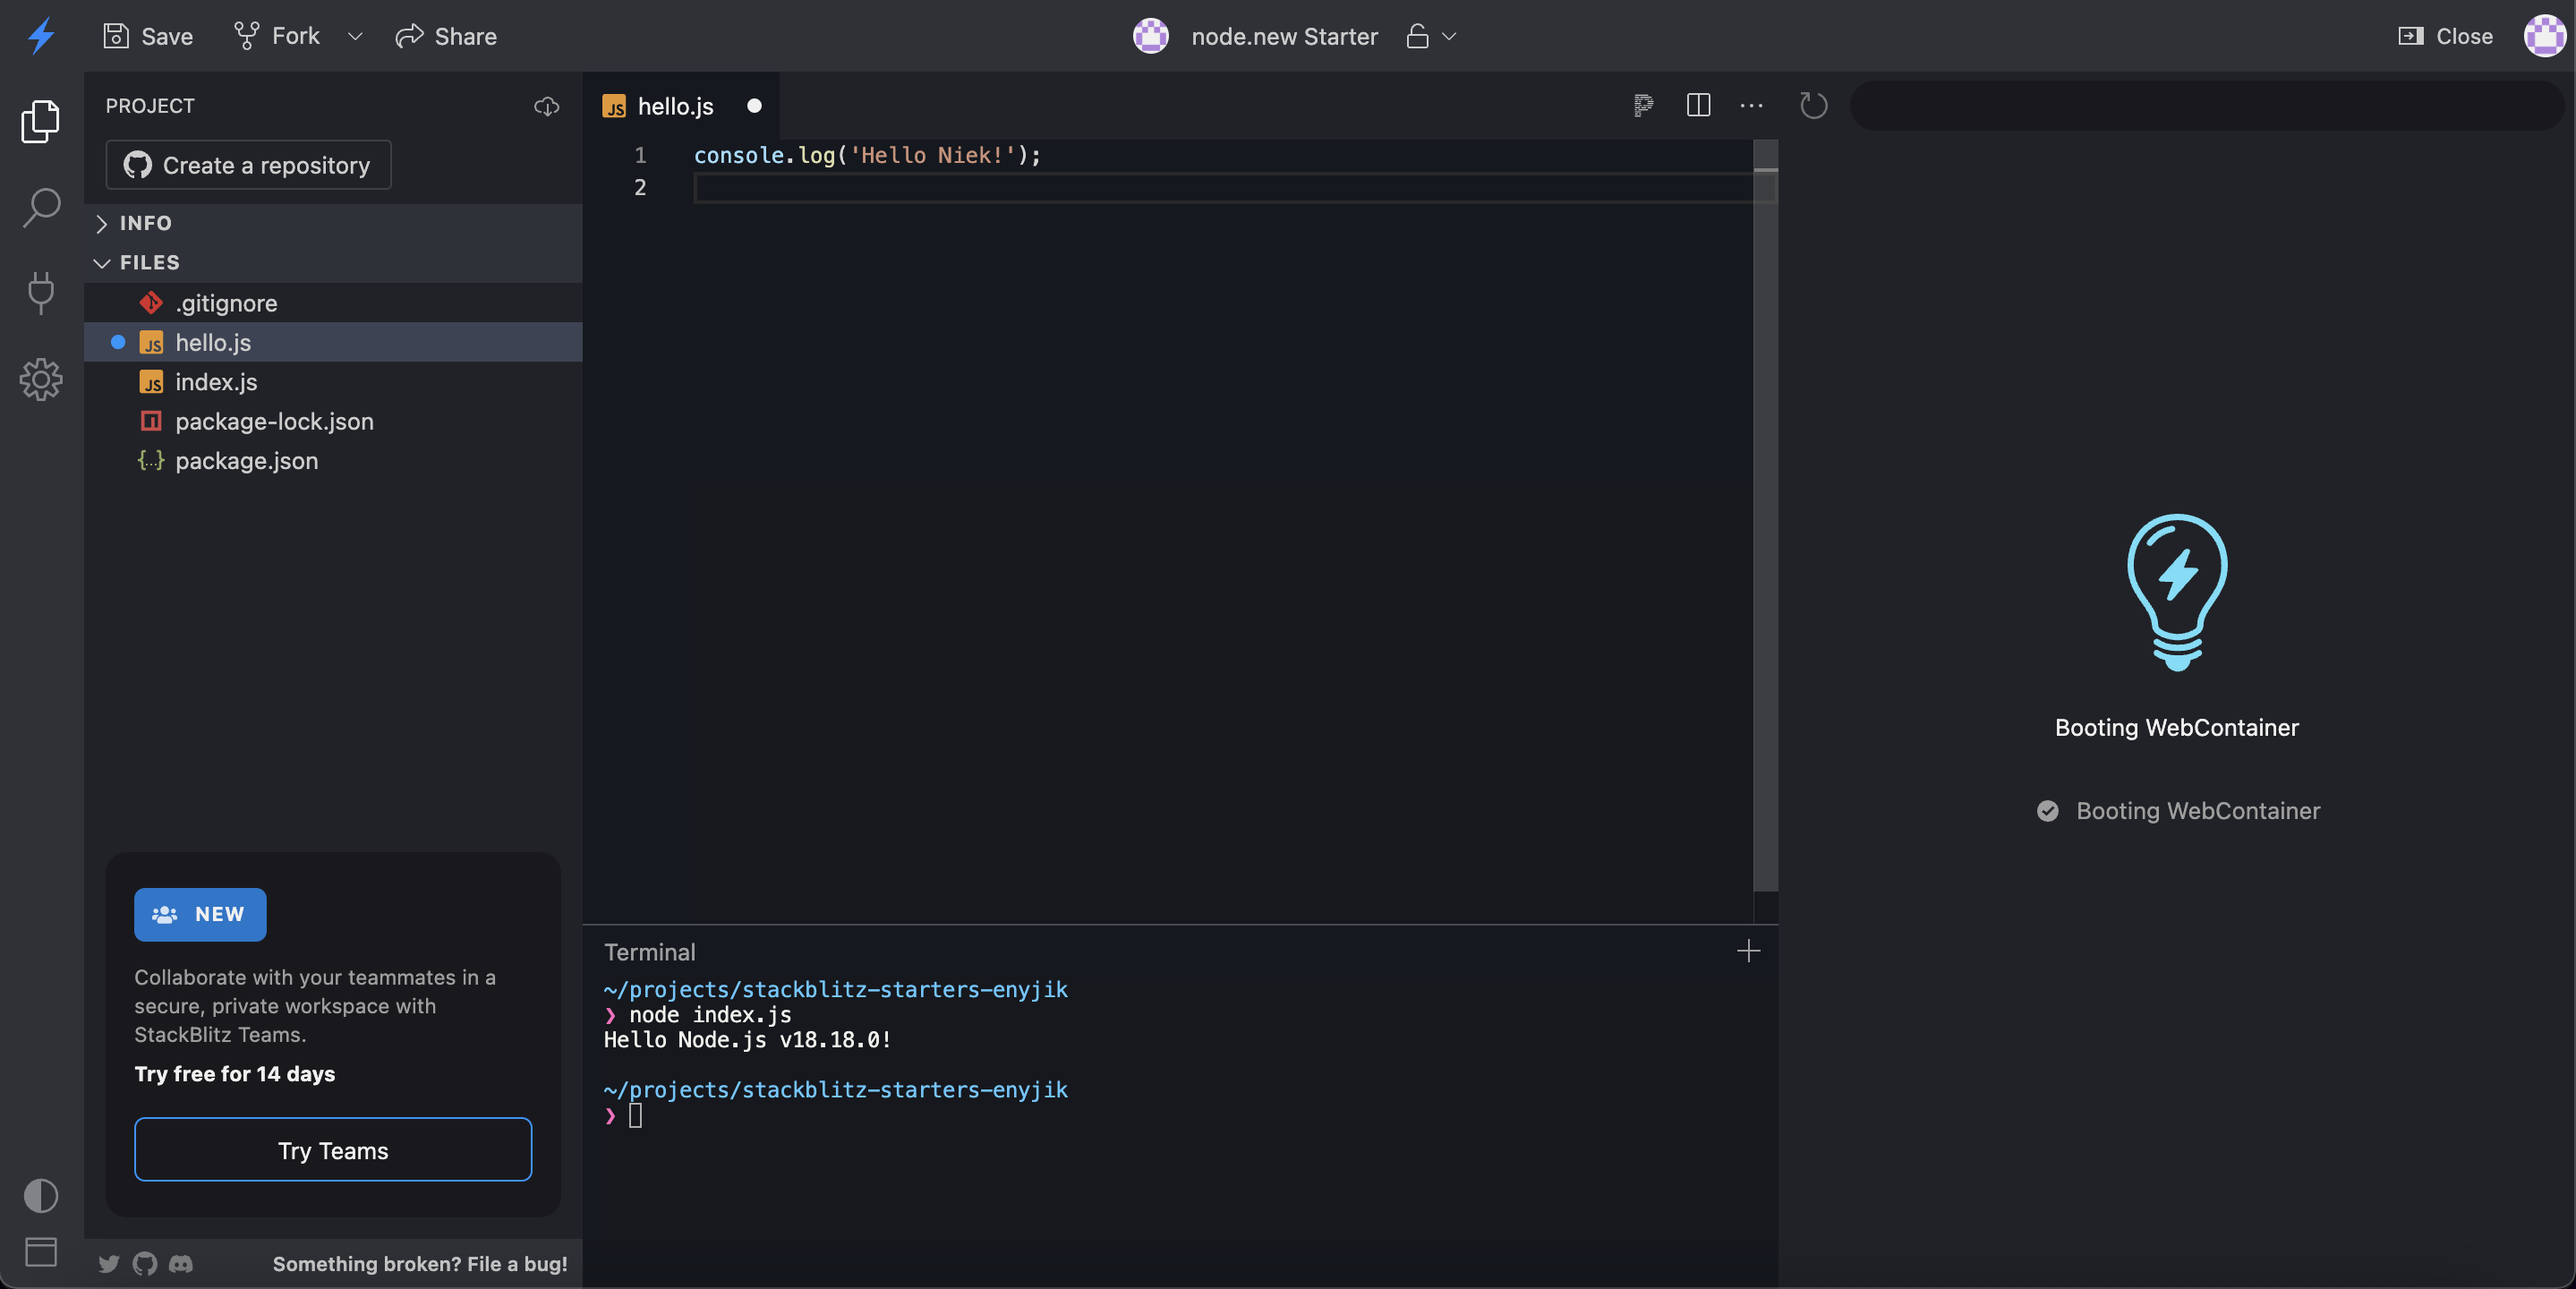 Save
Fork
Share
node.new Starter
Close
PROJECT
Create a repository
INFO
FILES
.gitignore
JS hello.js
JS index.js
package-lock.json
{..} package.json
NEW
Collaborate with your teammates in a
secure, private workspace with
StackBlitz Teams.
Try free for 14 days
Try Teams
Something broken? File a bug!
JS hello.js
1 console.log('Hello Niek!');
2
Terminal
~/projects/stackblitz-starters-enyjik
❯ node index.js
Hello Node.js v18.18.0!
~/projects/stackblitz-starters-enyjik
❯
Booting WebContainer
Booting WebContainer